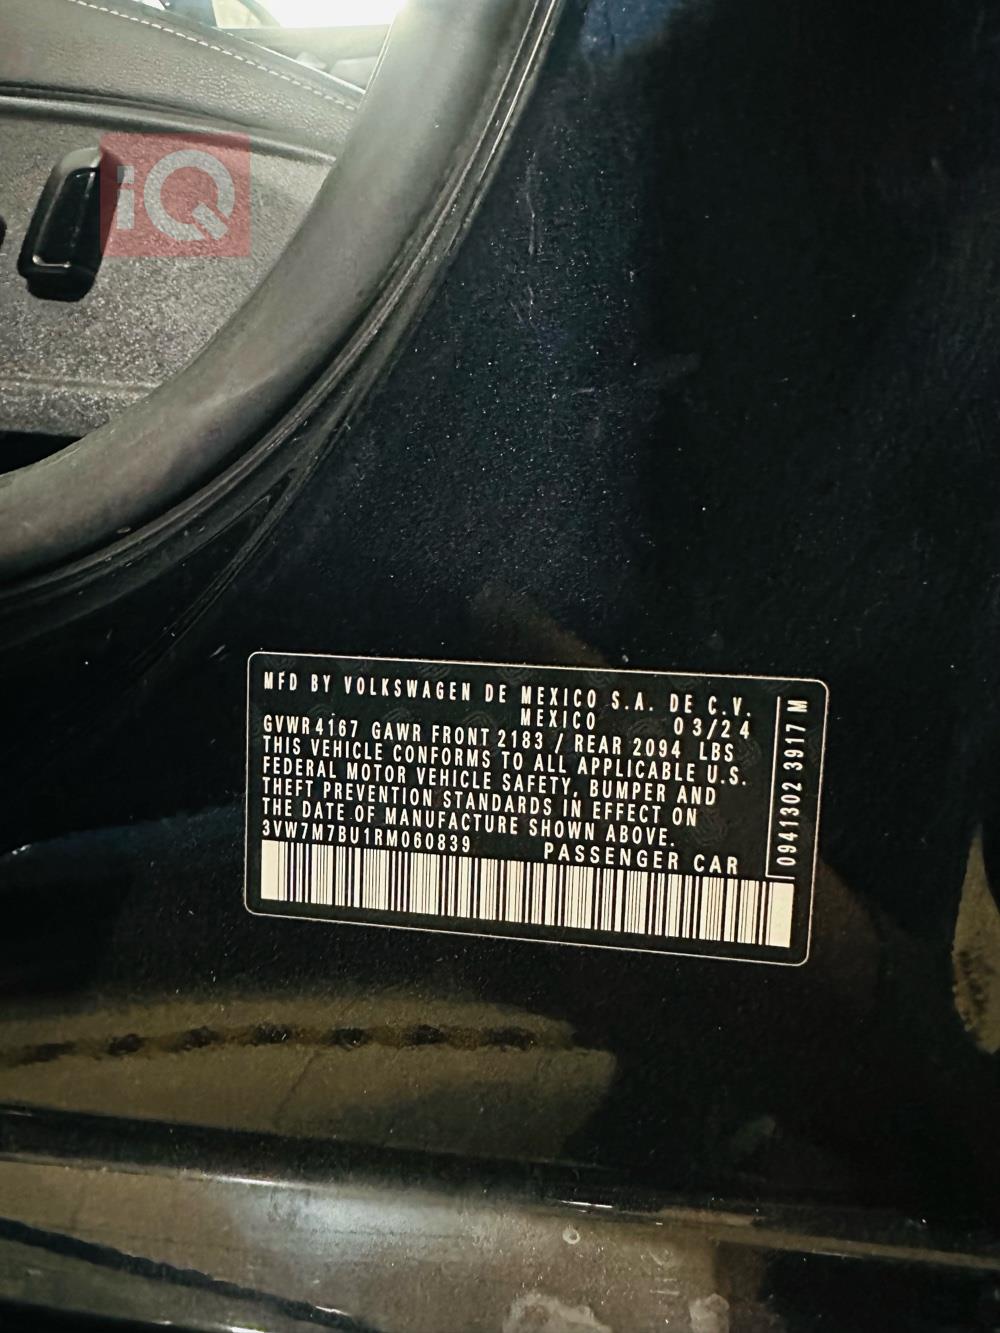 iQ
MFD BY VOLKSWAGEN DE MEXICO S.A. DE C.V.
MEXICO 03/24
GVWR 4167 GAWR FRONT 2183 / REAR 2094 LBS
THIS VEHICLE CONFORMS TO ALL APPLICABLE U.S.
FEDERAL MOTOR VEHICLE SAFETY, BUMPER AND
THEFT PREVENTION STANDARDS IN EFFECT ON
THE DATE OF MANUFACTURE SHOWN ABOVE.
3VW7M7BU1RM060839 PASSENGER CAR
0941302 3917 M